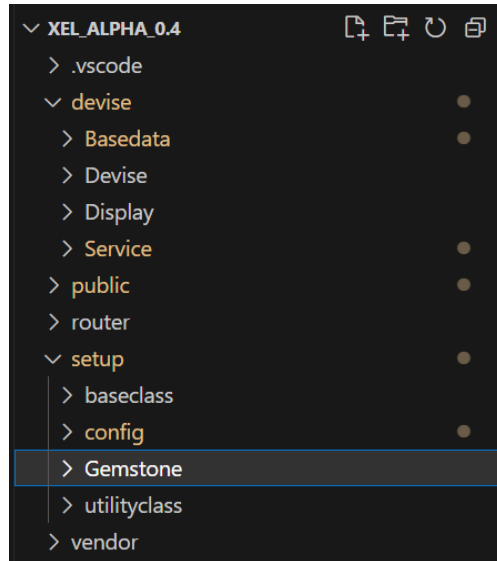 XEL_ALPHA_0.4
.vscode
devise
Basedata
Devise
Display
Service
public
router
setup
baseclass
config
Gemstone
utilityclass
vendor